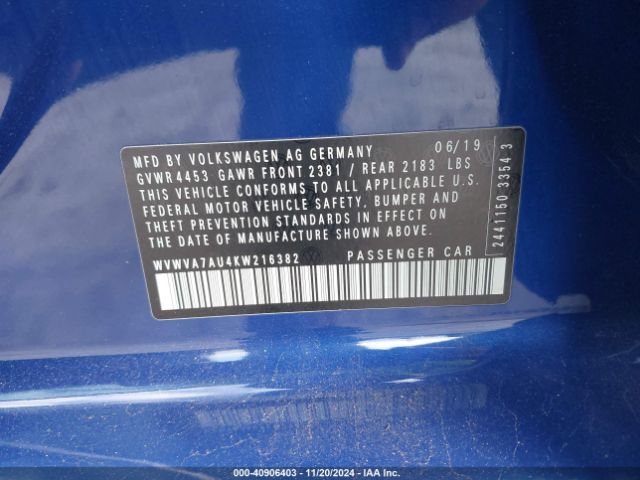 MFD BY VOLKSWAGEN AG GERMANY 06/19
GVWR 4453 GAWR FRONT 2381 / REAR 2183 LBS
THIS VEHICLE CONFORMS TO ALL APPLICABLE U.S.
FEDERAL MOTOR VEHICLE SAFETY, BUMPER AND
THEFT PREVENTION STANDARDS IN EFFECT ON
THE DATE OF MANUFACTURE SHOWN ABOVE.
WVWVA7AU4KW216382 PASSENGER CAR
2441150 3354 3
000-40906403 - 11/20/2024 - IAA Inc.